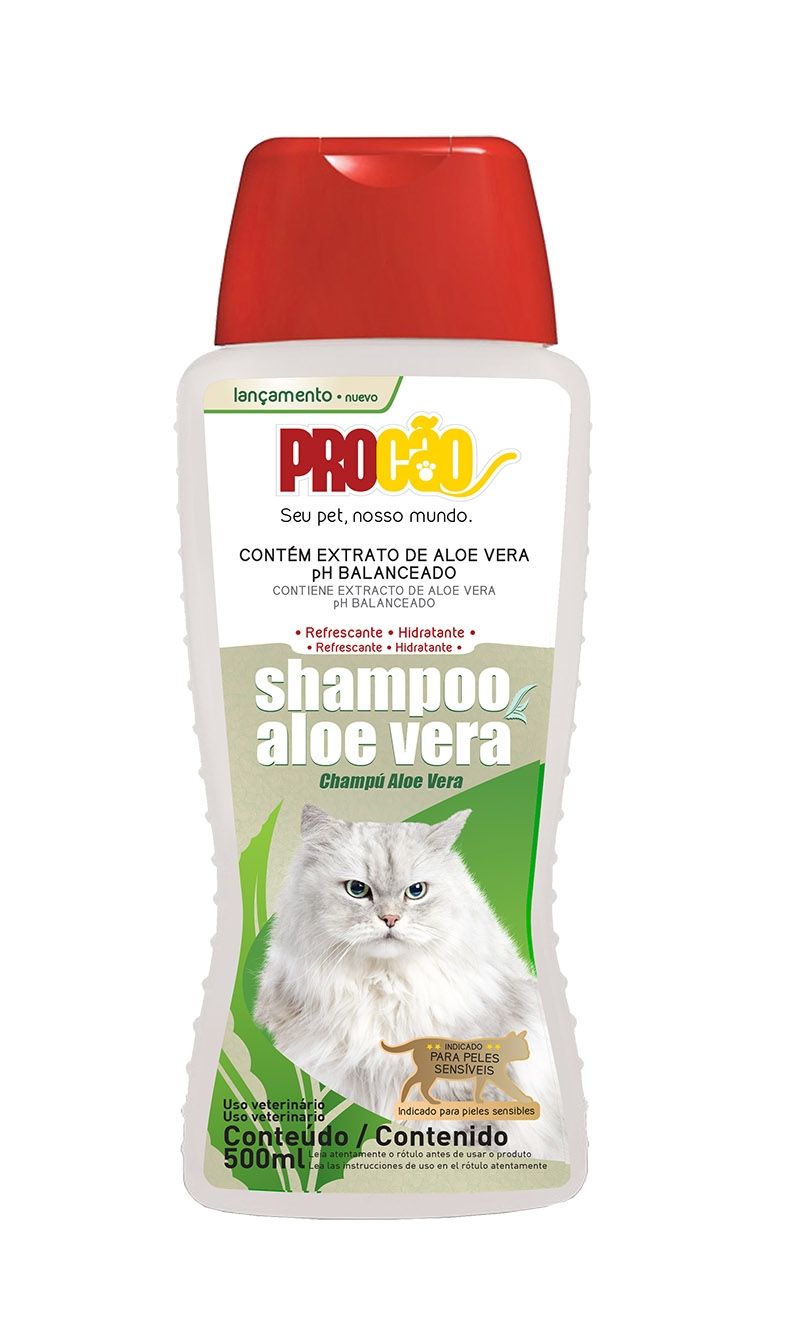 lançamento • nuevo
PROCÃO
Seu pet, nosso mundo.
CONTÉM EXTRATO DE ALOE VERA
pH BALANCEADO
CONTIENE EXTRACTO DE ALOE VERA
pH BALANCEADO
• Refrescante • Hidratante •
• Refrescante • Hidratante •
shampoo
aloe vera
Champú Aloe Vera
INDICADO
PARA PELES
SENSÍVEIS
Indicado para pieles sensibles
Uso veterinário
Uso veterinario
Conteúdo / Contenido
500ml
Leia atentamente o rótulo antes de usar o produto
Lea las instrucciones de uso en el rótulo atentamente